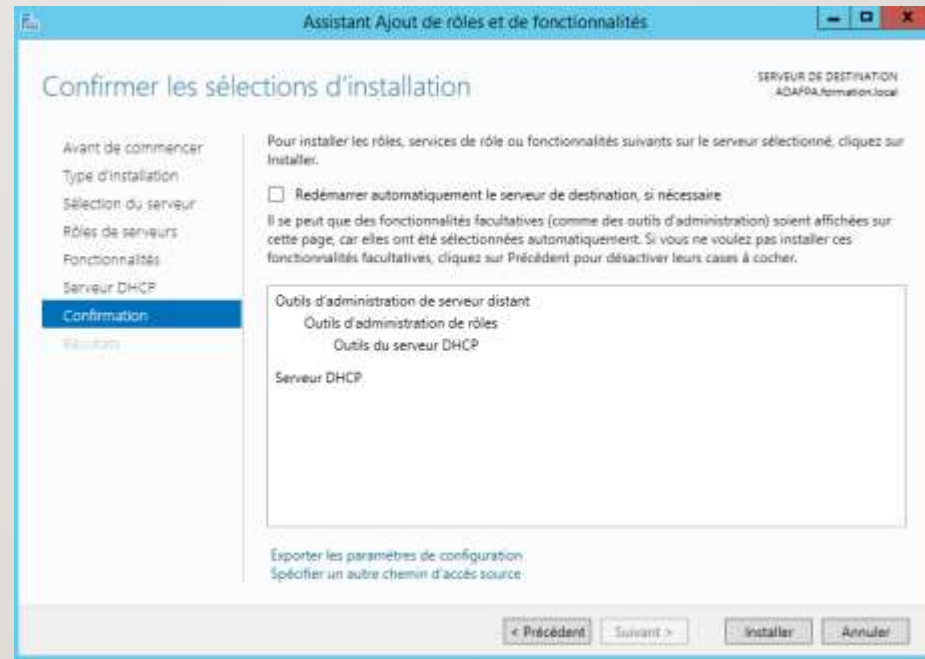 Assistant Ajout de rôles et de fonctionnalités
Confirmer les sélections d'installation
SERVEUR DE DESTINATION
ADAFPA.formation.local
Avant de commencer
Type d'installation
Sélection du serveur
Rôles de serveurs
Fonctionnalités
Serveur DHCP
Confirmation
Résultats
Pour installer les rôles, services de rôle ou fonctionnalités suivants sur le serveur sélectionné, cliquez sur
Installer.
Redémarrer automatiquement le serveur de destination, si nécessaire
Il se peut que des fonctionnalités facultatives (comme des outils d'administration) soient affichées sur
cette page, car elles ont été sélectionnées automatiquement. Si vous ne voulez pas installer ces
fonctionnalités facultatives, cliquez sur Précédent pour désactiver leurs cases à cocher.
Outils d'administration de serveur distant
Outils d'administration de rôles
Outils du serveur DHCP
Serveur DHCP
Exporter les paramètres de configuration
Spécifier un autre chemin d'accès source
< Précédent Suivant > Installer Annuler